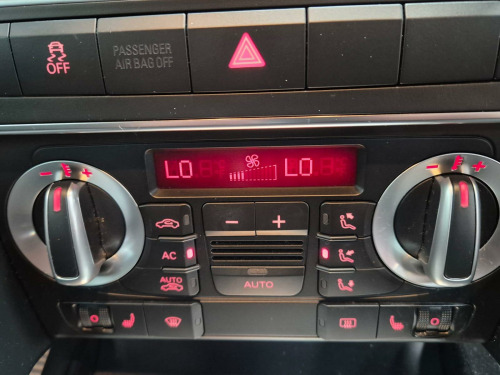 OFF
PASSENGER
AIR BAG OFF
LO LO
- +
- +
- +
AC
AUTO
AUTO